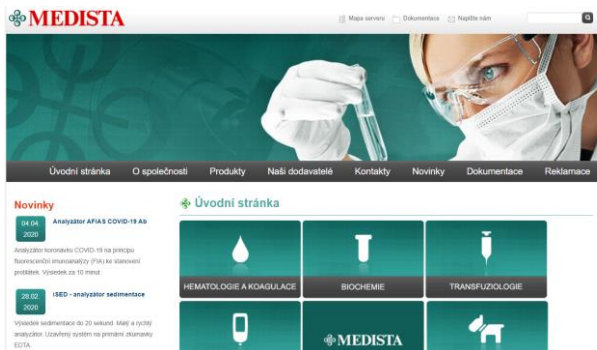 MEDISTA
Mapa serveru Dokumentace Napište nám
Úvodní stránka O společnosti Produkty Naši dodavatelé Kontakty Novinky Dokumentace Reklamace
Novinky
04.04.
2020
Analyzátor AFIAS COVID-19 Ab
Analyzátor koronaviru COVID-19 na principu
fluorescenční imunoanalýzy (FIA) ke stanovení
protilátek. Výsledek za 10 minut.
28.02.
2020
iSED - analyzátor sedimentace
Výsledek sedimentace do 20 sekund. Malý a rychlý
analyzátor. Uzavřený systém na primární zkumavky
EDTA.
Úvodní stránka
HEMATOLOGIE A KOAGULACE
BIOCHEMIE
TRANSFUZIOLOGIE
MEDISTA